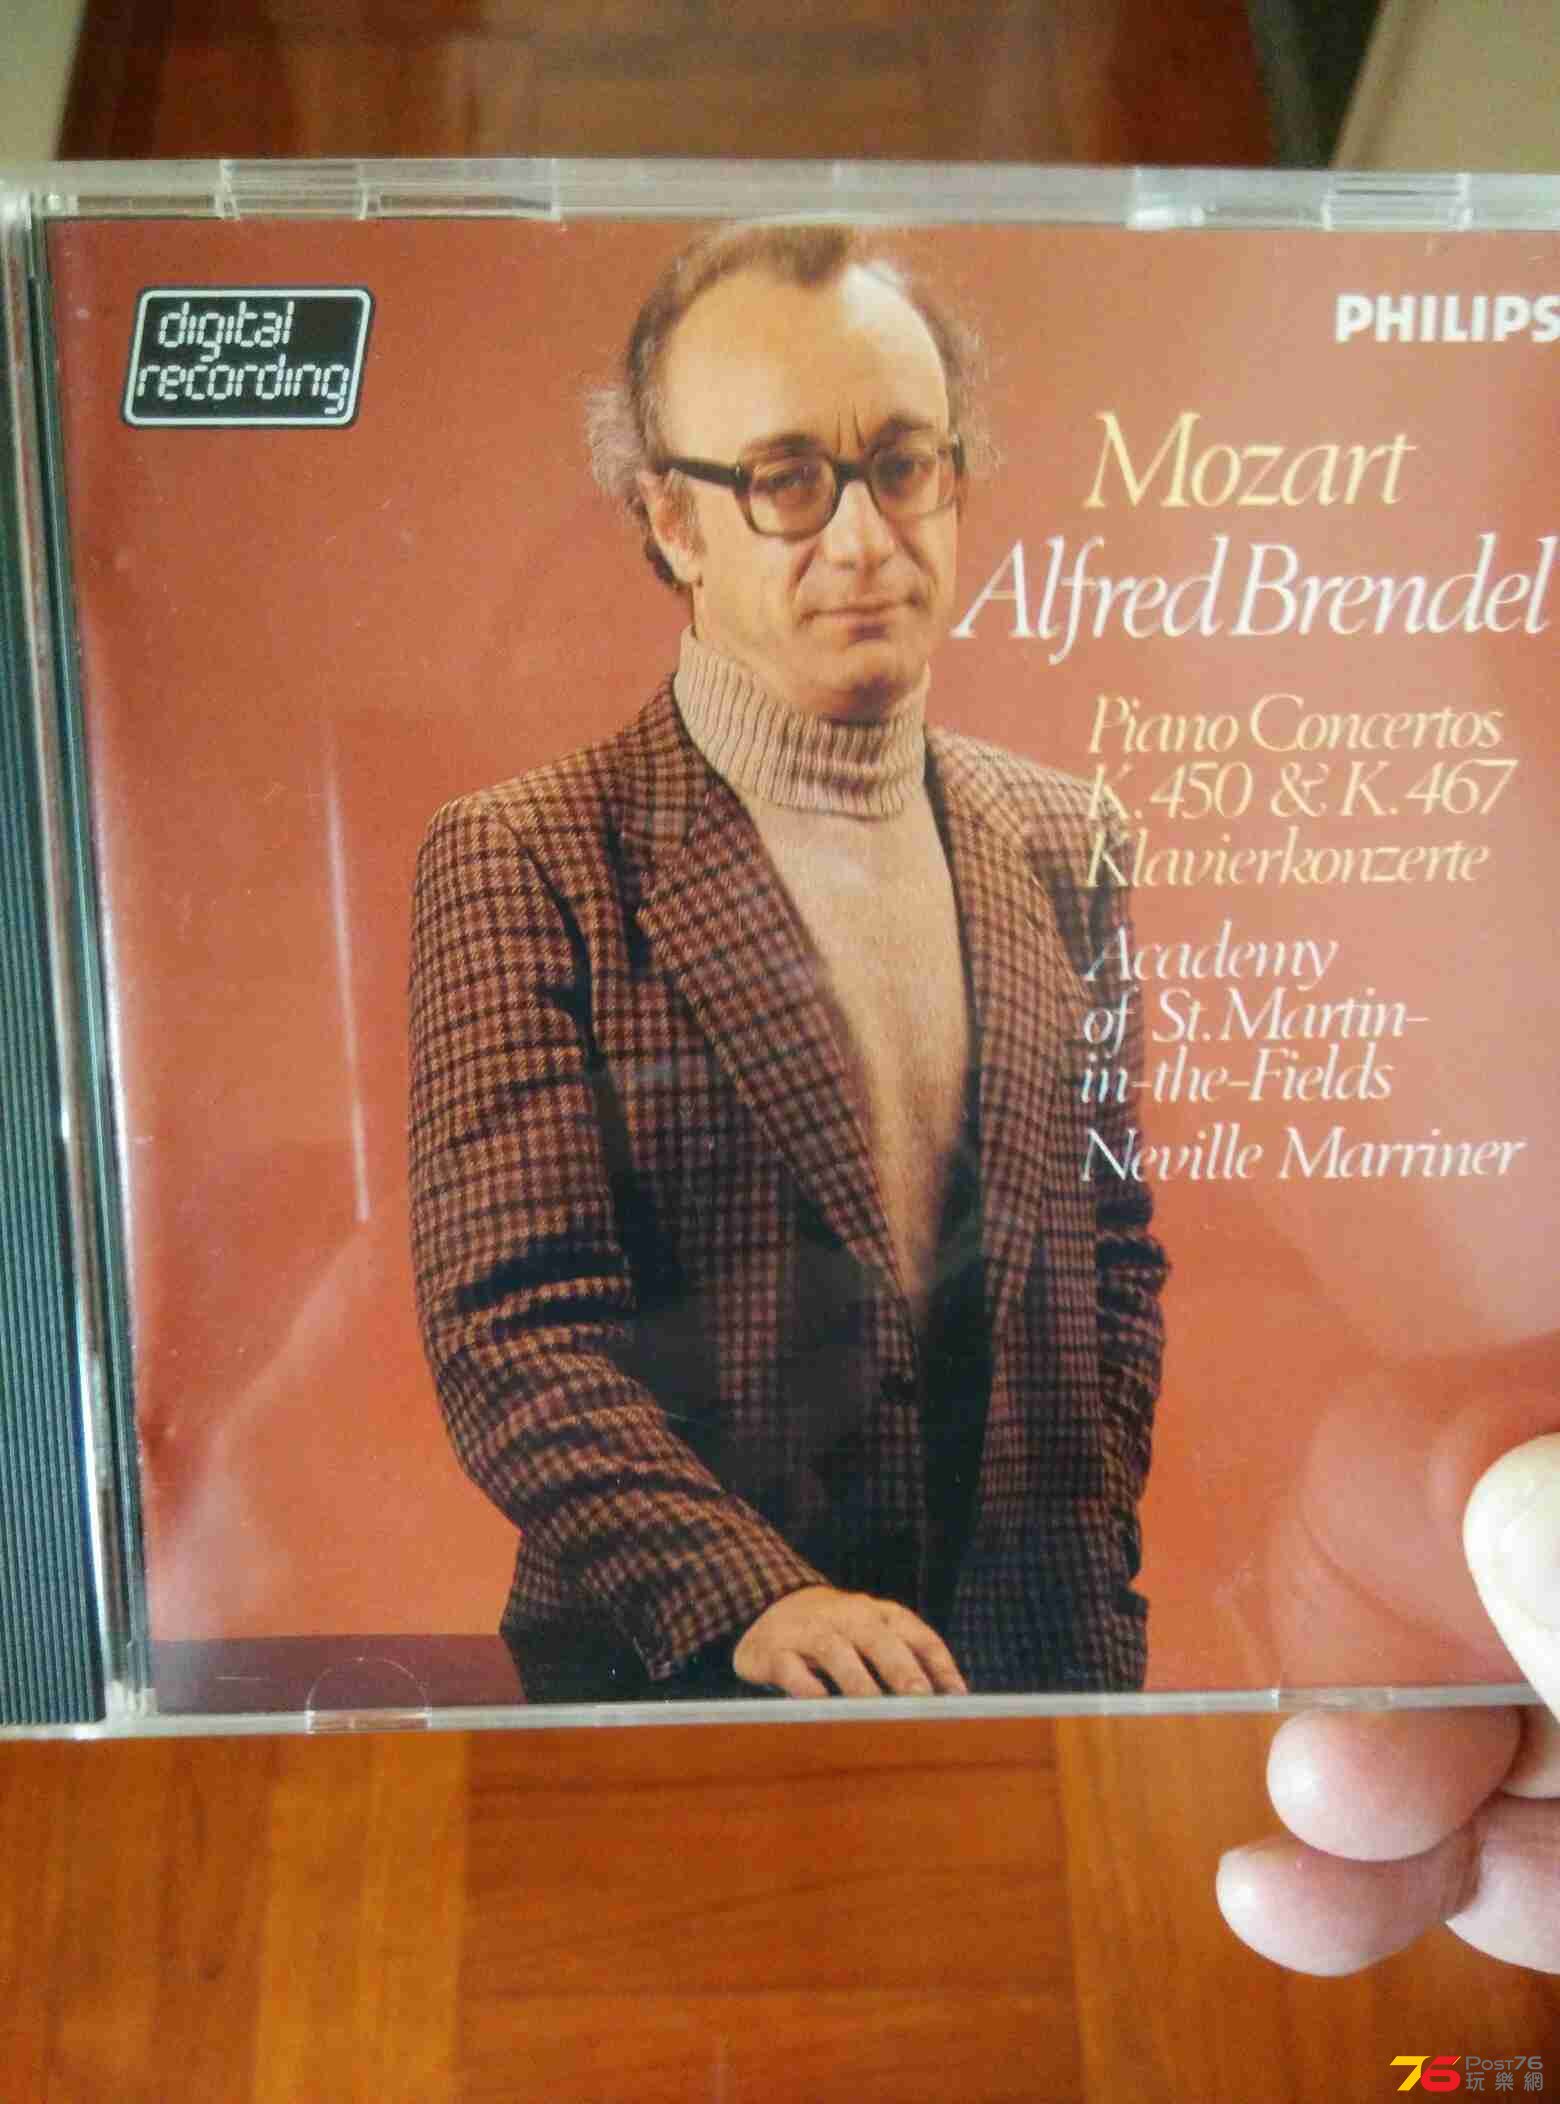 digital
recording
PHILIPS
Mozart
Alfred Brendel
Piano Concertos
K.450 & K.467
Klavierkonzerte
Academy
of St. Martin-
in-the-Fields
Neville Marriner
76 POST76
玩樂網